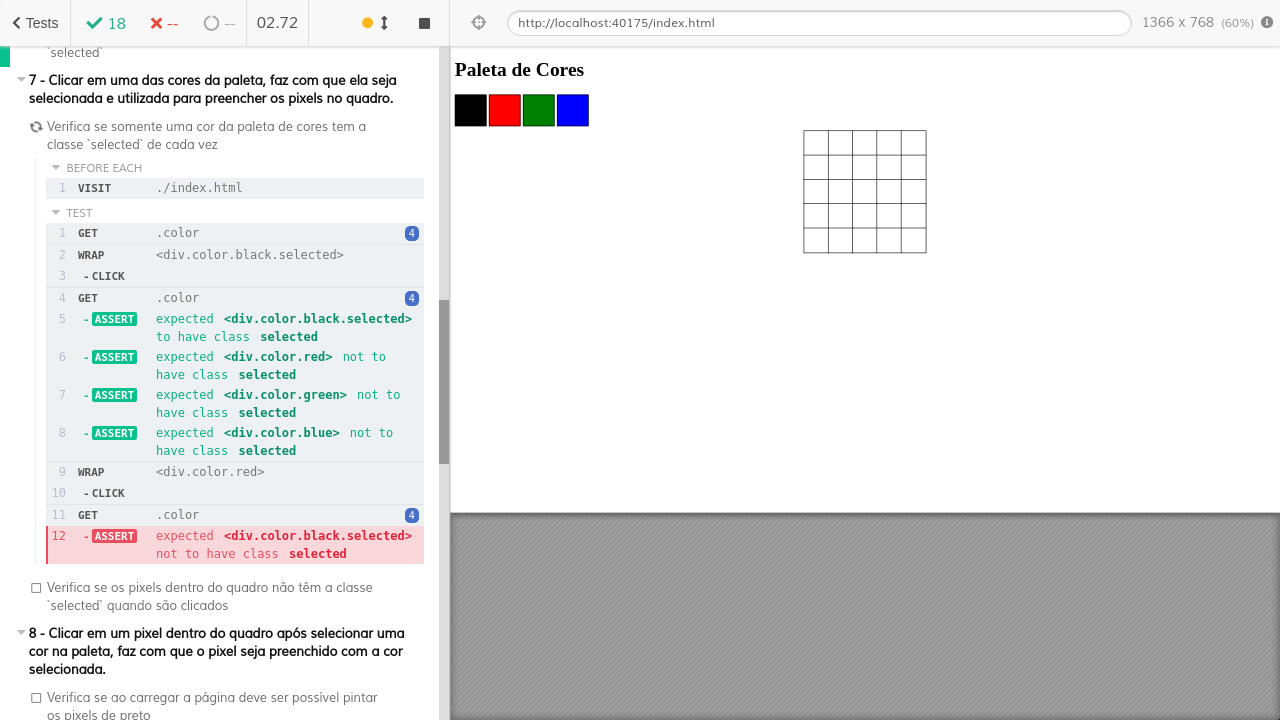 Tests
18
--
--
02.72
http://localhost:40175/index.html
1366 x 768 (60%)
`selected`
7 - Clicar em uma das cores da paleta, faz com que ela seja
selecionada e utilizada para preencher os pixels no quadro.
Verifica se somente uma cor da paleta de cores tem a
classe `selected` de cada vez
BEFORE EACH
1 VISIT ./index.html
TEST
1 GET .color 4
2 WRAP <div.color.black.selected>
3 - CLICK
4 GET .color 4
5 - ASSERT expected <div.color.black.selected>
to have class selected
6 - ASSERT expected <div.color.red> not to
have class selected
7 - ASSERT expected <div.color.green> not to
have class selected
8 - ASSERT expected <div.color.blue> not to
have class selected
9 WRAP <div.color.red>
10 - CLICK
11 GET .color 4
12 - ASSERT expected <div.color.black.selected>
not to have class selected
Verifica se os pixels dentro do quadro não têm a classe
`selected` quando são clicados
8 - Clicar em um pixel dentro do quadro após selecionar uma
cor na paleta, faz com que o pixel seja preenchido com a cor
selecionada.
Verifica se ao carregar a página deve ser possível pintar
os pixels de preto
Paleta de Cores